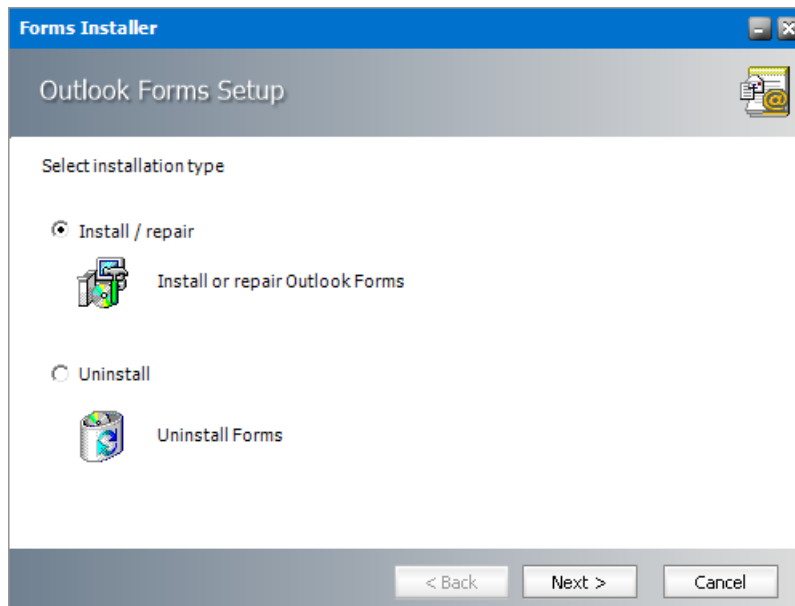 Forms Installer
Outlook Forms Setup
Select installation type
Install / repair
Install or repair Outlook Forms
Uninstall
Uninstall Forms
< Back Next > Cancel